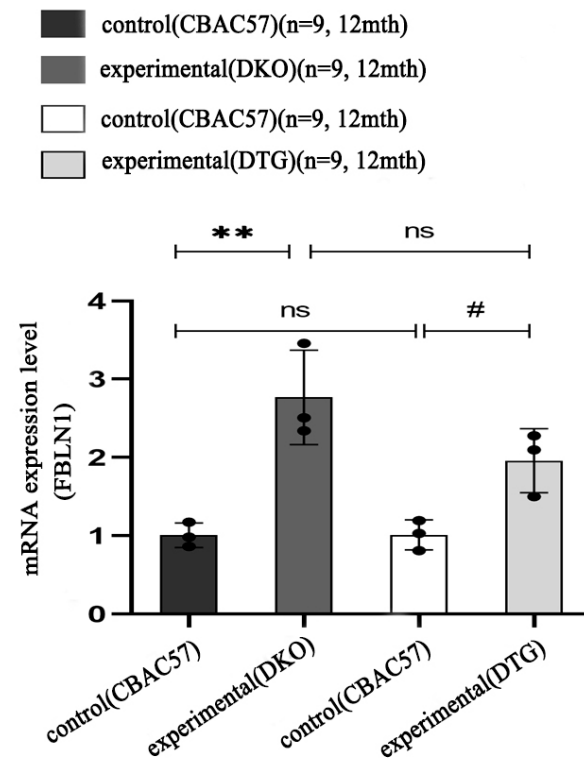 control(CBAC57)(n=9, 12mth)
experimental(DKO)(n=9, 12mth)
control(CBAC57)(n=9, 12mth)
experimental(DTG)(n=9, 12mth)
** ns
ns #
4
3
2
1
0
mRNA expression level
(FBLN1)
control(CBAC57)
experimental(DKO)
control(CBAC57)
experimental(DTG)